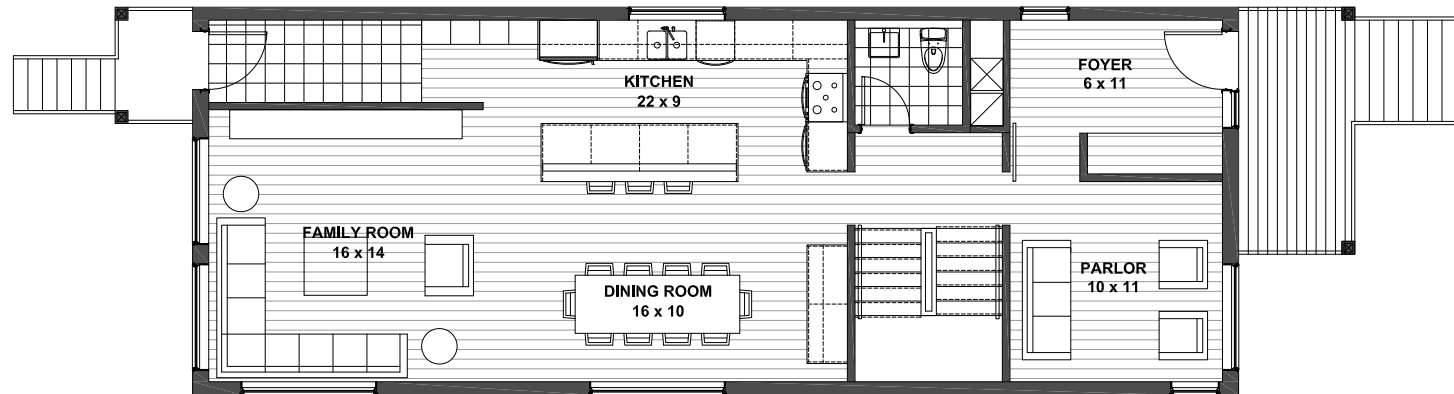 FOYER
6 x 11
KITCHEN
22 x 9
FAMILY ROOM
16 x 14
DINING ROOM
16 x 10
PARLOR
10 x 11